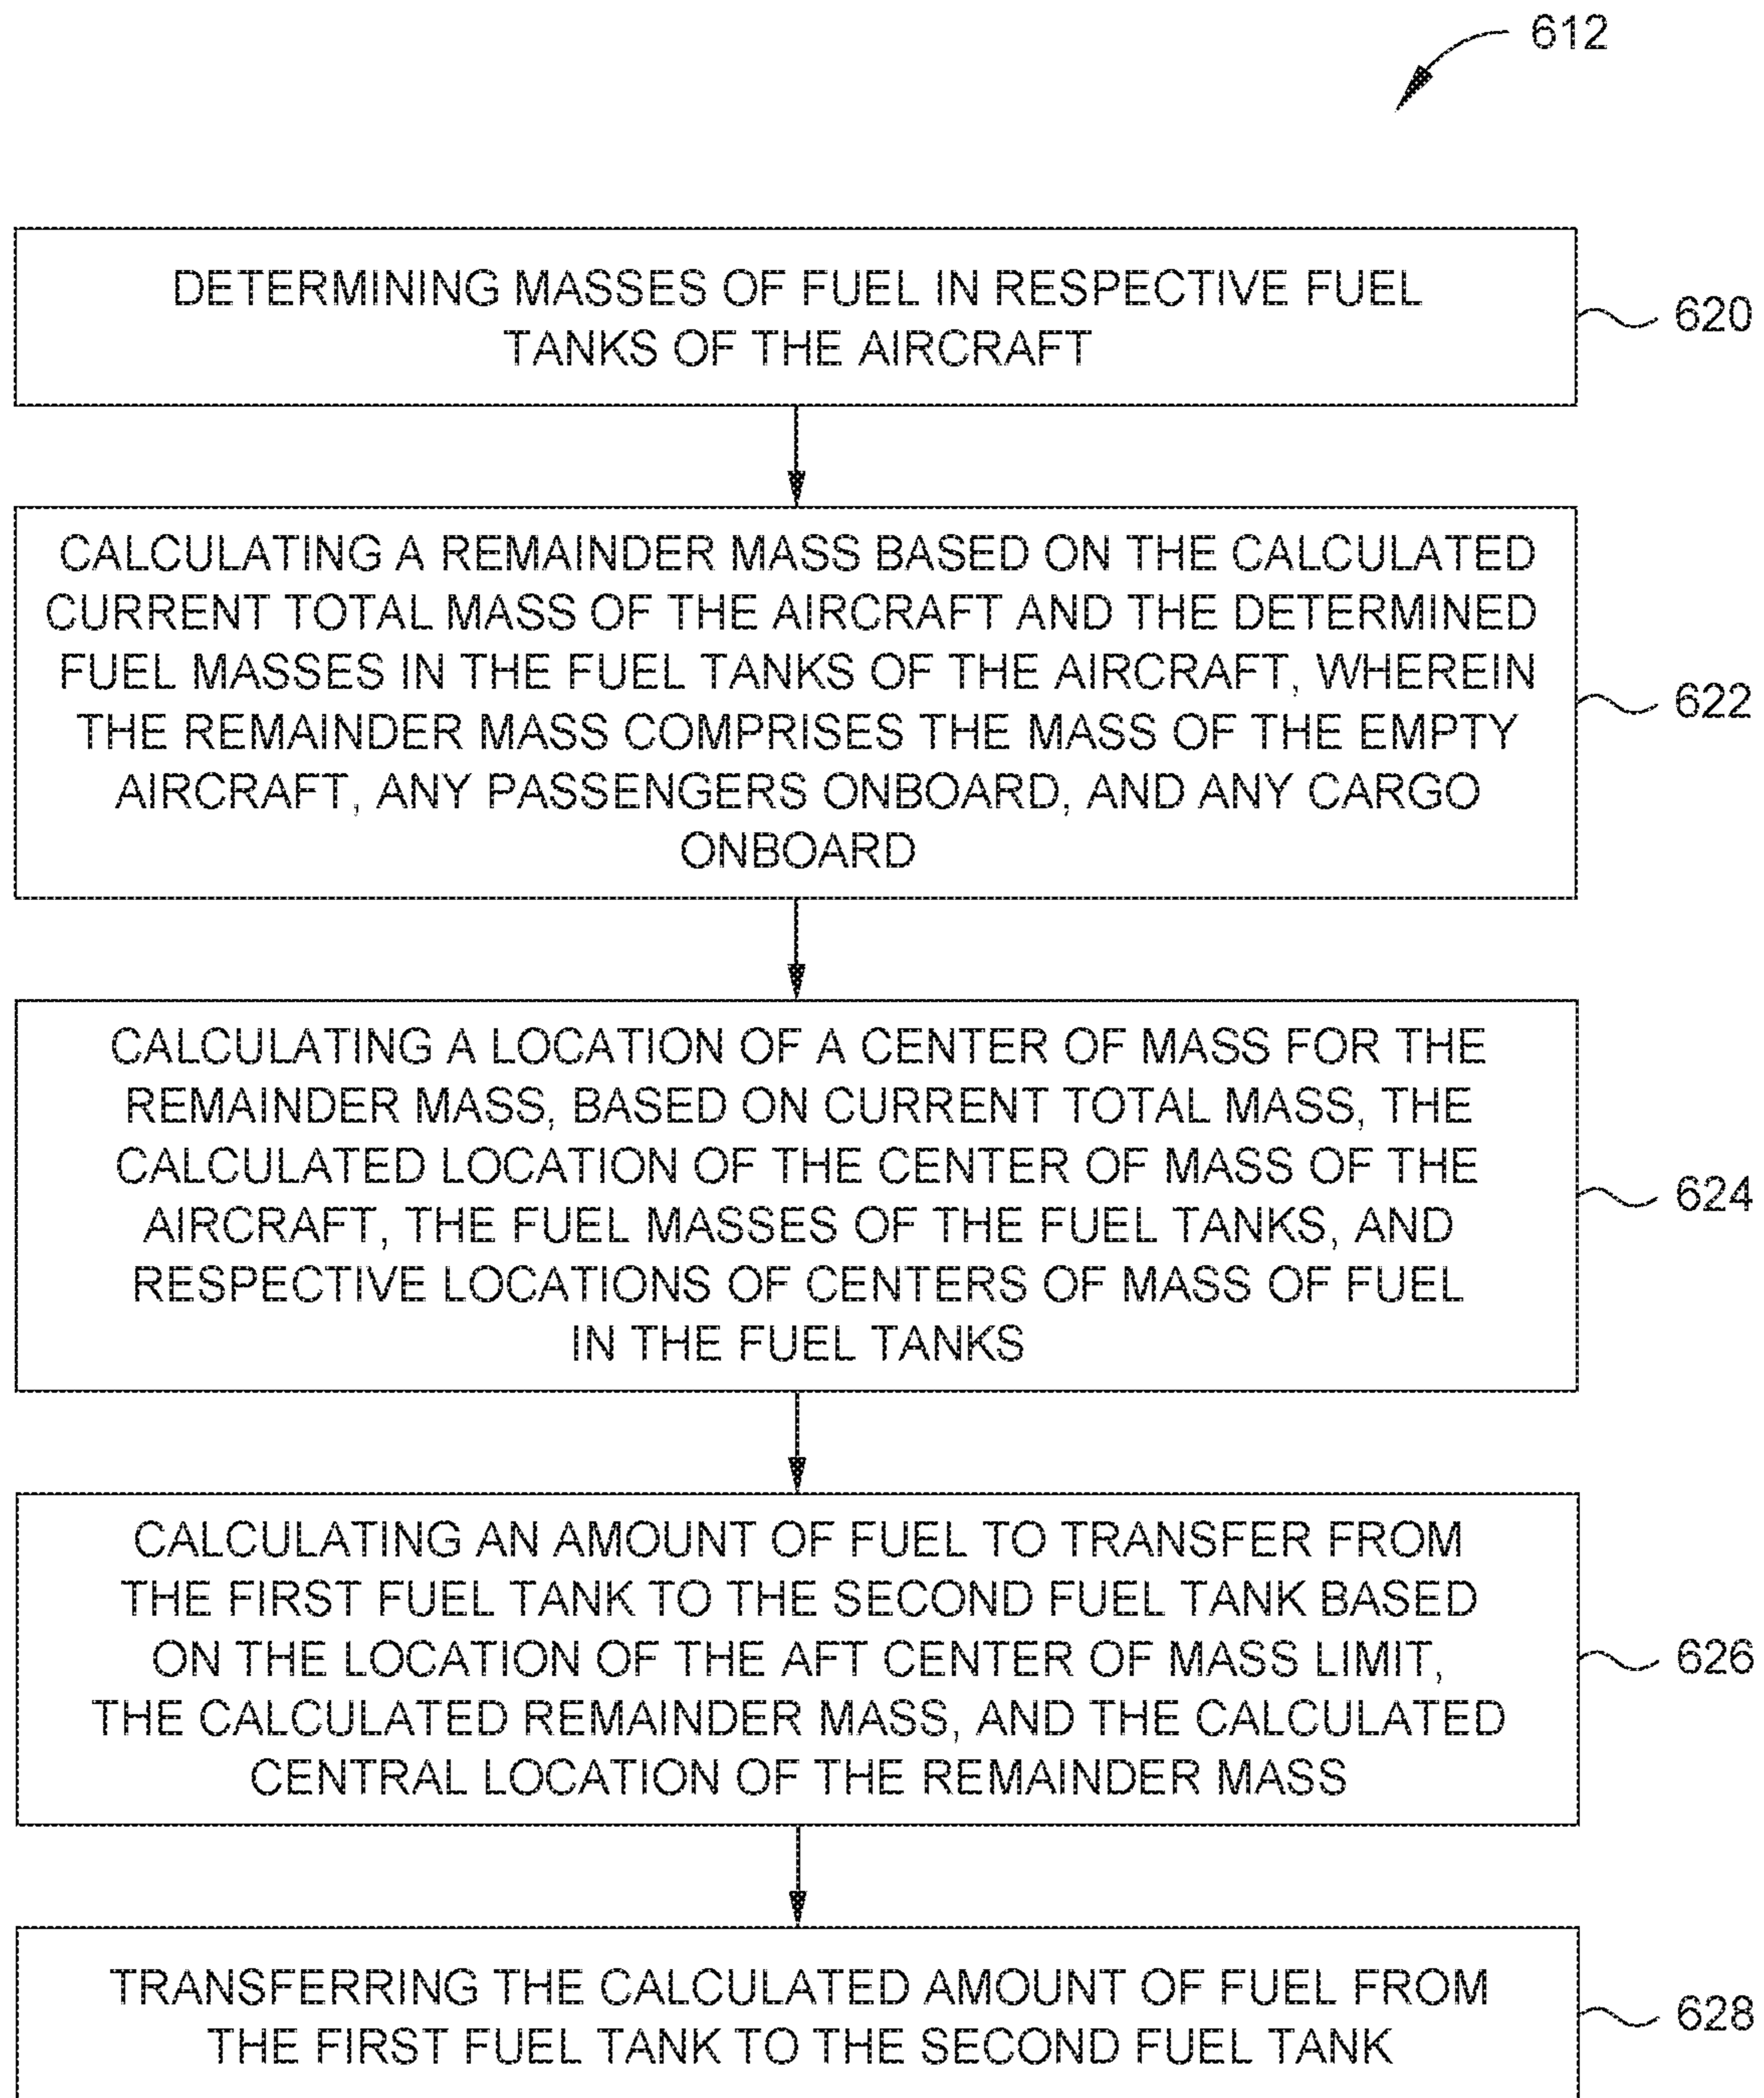 612
DETERMINING MASSES OF FUEL IN RESPECTIVE FUEL
TANKS OF THE AIRCRAFT
620
CALCULATING A REMAINDER MASS BASED ON THE CALCULATED
CURRENT TOTAL MASS OF THE AIRCRAFT AND THE DETERMINED
FUEL MASSES IN THE FUEL TANKS OF THE AIRCRAFT, WHEREIN
THE REMAINDER MASS COMPRISES THE MASS OF THE EMPTY
AIRCRAFT, ANY PASSENGERS ONBOARD, AND ANY CARGO
ONBOARD
622
CALCULATING A LOCATION OF A CENTER OF MASS FOR THE
REMAINDER MASS, BASED ON CURRENT TOTAL MASS, THE
CALCULATED LOCATION OF THE CENTER OF MASS OF THE
AIRCRAFT, THE FUEL MASSES OF THE FUEL TANKS, AND
RESPECTIVE LOCATIONS OF CENTERS OF MASS OF FUEL
IN THE FUEL TANKS
624
CALCULATING AN AMOUNT OF FUEL TO TRANSFER FROM
THE FIRST FUEL TANK TO THE SECOND FUEL TANK BASED
ON THE LOCATION OF THE AFT CENTER OF MASS LIMIT,
THE CALCULATED REMAINDER MASS, AND THE CALCULATED
CENTRAL LOCATION OF THE REMAINDER MASS
626
TRANSFERRING THE CALCULATED AMOUNT OF FUEL FROM
THE FIRST FUEL TANK TO THE SECOND FUEL TANK
628